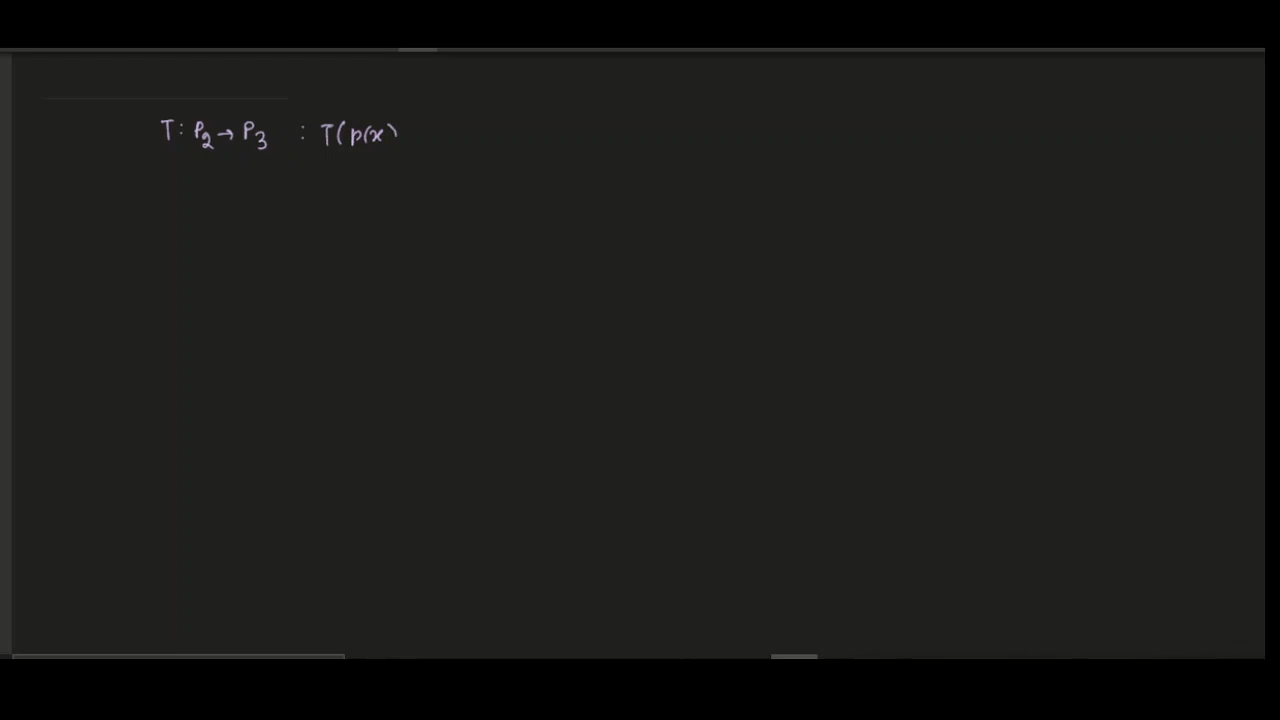 T: P₂ → P₃ : T(p(x)